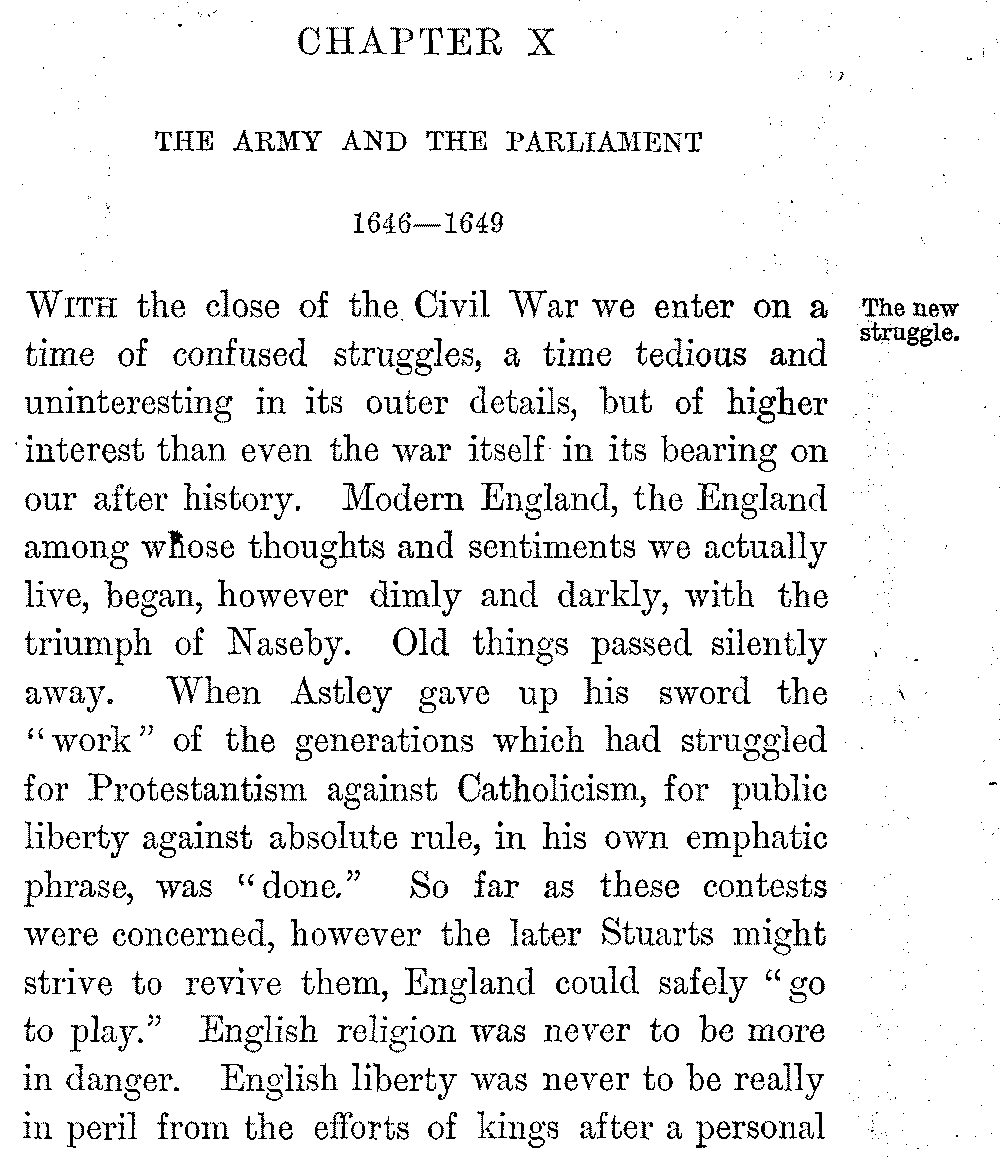 CHAPTER X
THE ARMY AND THE PARLIAMENT
1646—1649
WITH the close of the Civil War we enter on a
The new
struggle.
time of confused struggles, a time tedious and
uninteresting in its outer details, but of higher
interest than even the war itself in its bearing on
our after history. Modern England, the England
among whose thoughts and sentiments we actually
live, began, however dimly and darkly, with the
triumph of Naseby. Old things passed silently
away. When Astley gave up his sword the
“work” of the generations which had struggled
for Protestantism against Catholicism, for public
liberty against absolute rule, in his own emphatic
phrase, was “done.” So far as these contests
were concerned, however the later Stuarts might
strive to revive them, England could safely “go
to play.” English religion was never to be more
in danger. English liberty was never to be really
in peril from the efforts of kings after a personal